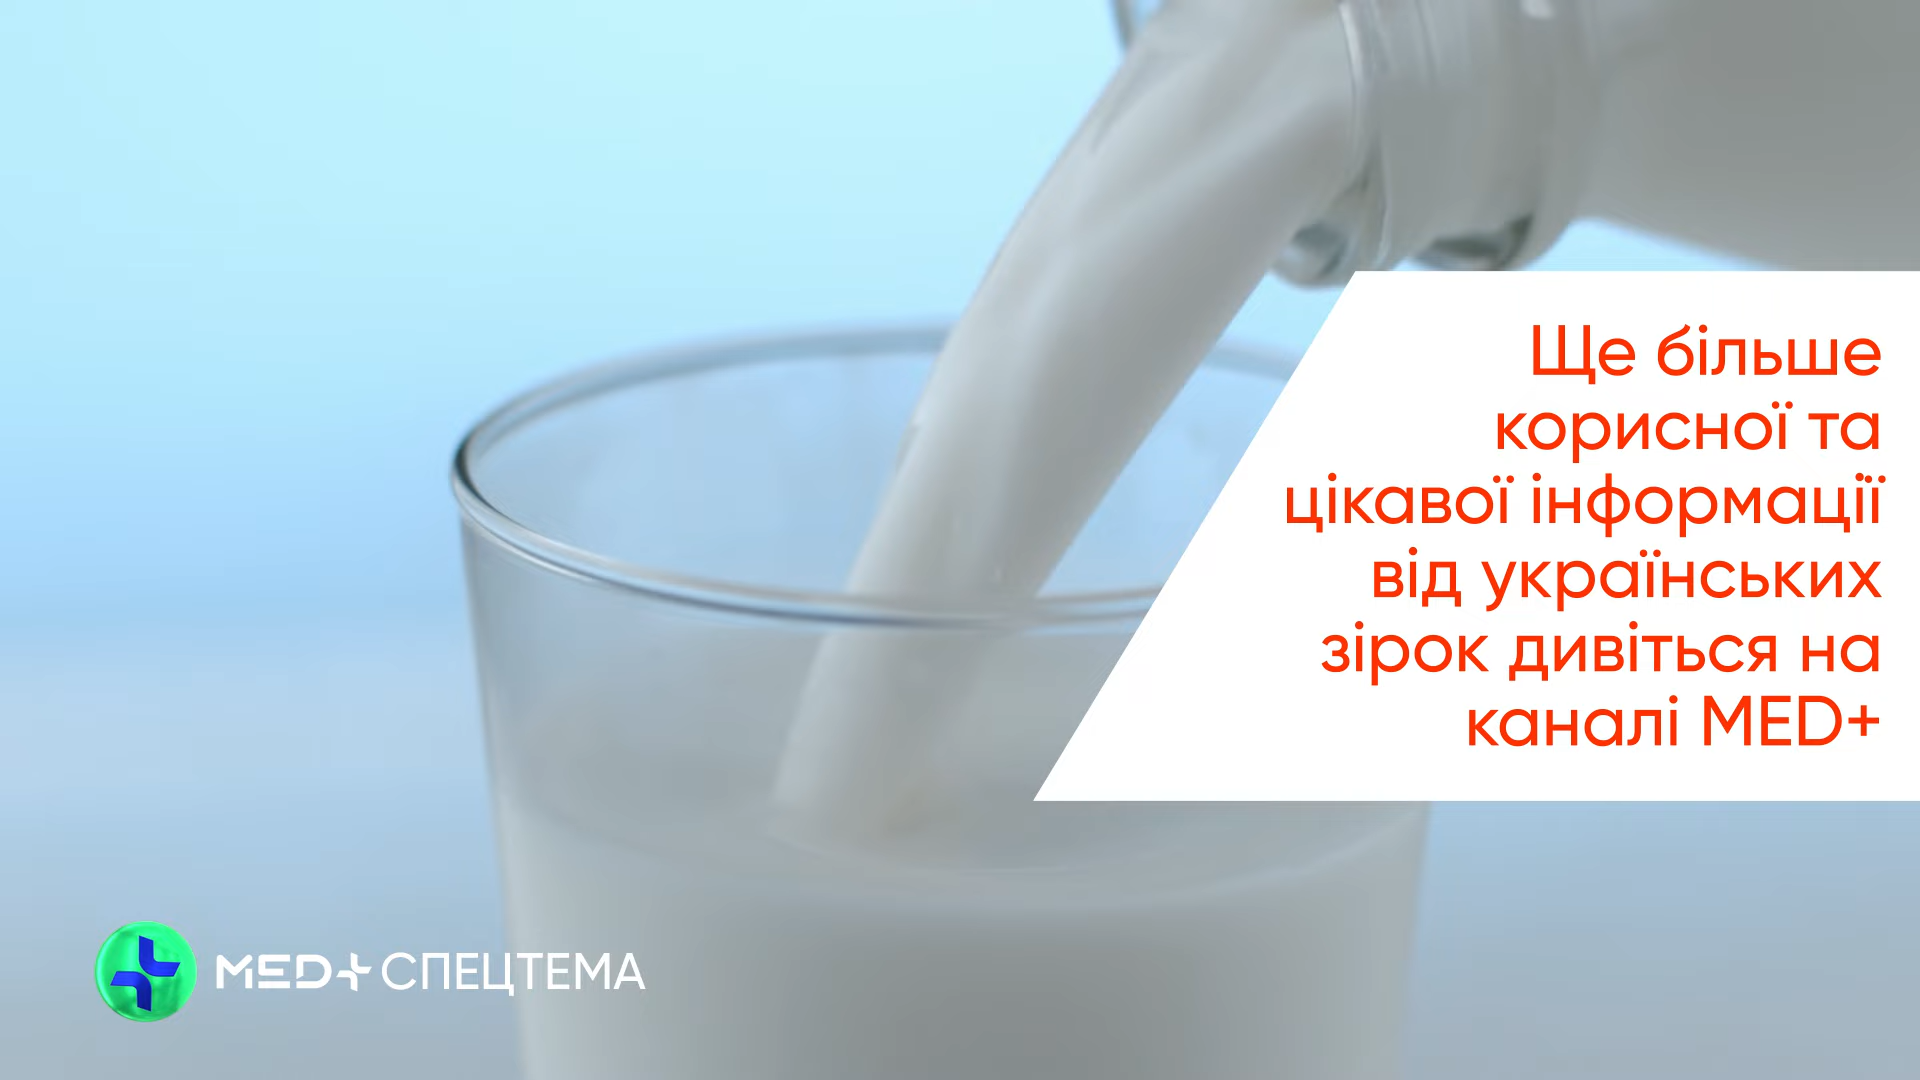 Ще більше
корисної та
цікавої інформації
від українських
зірок дивіться на
каналі MED+
MED+ СПЕЦТЕМА